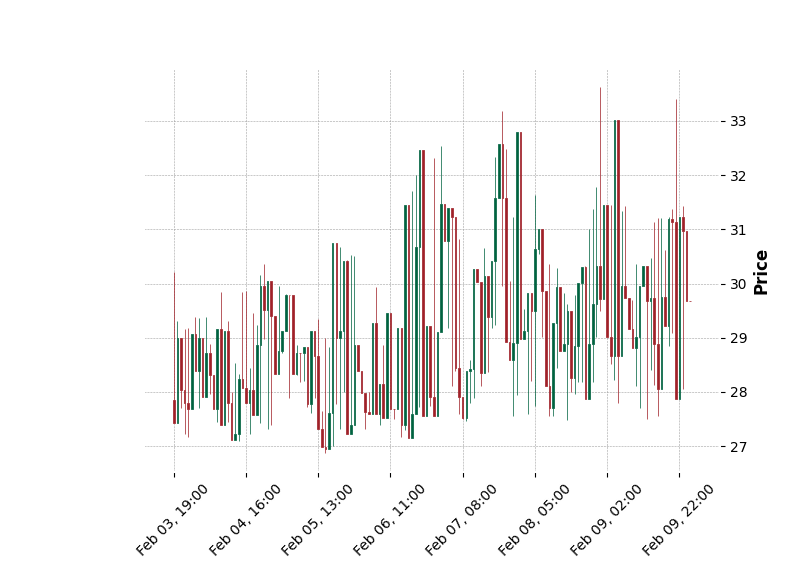 33
32
31
30
29
28
27
Price
Feb 03, 19:00
Feb 04, 16:00
Feb 05, 13:00
Feb 06, 11:00
Feb 07, 08:00
Feb 08, 05:00
Feb 09, 02:00
Feb 09, 22:00